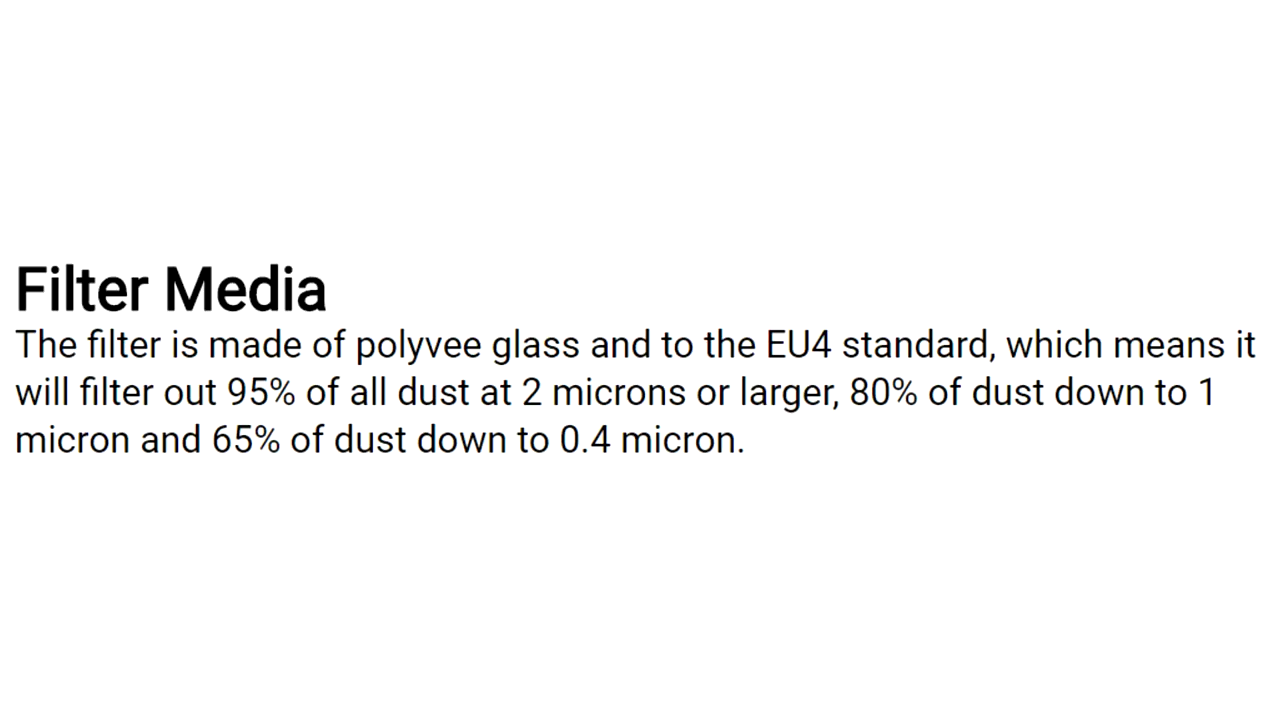 Filter Media
The filter is made of polyvee glass and to the EU4 standard, which means it
will filter out 95% of all dust at 2 microns or larger, 80% of dust down to 1
micron and 65% of dust down to 0.4 micron.